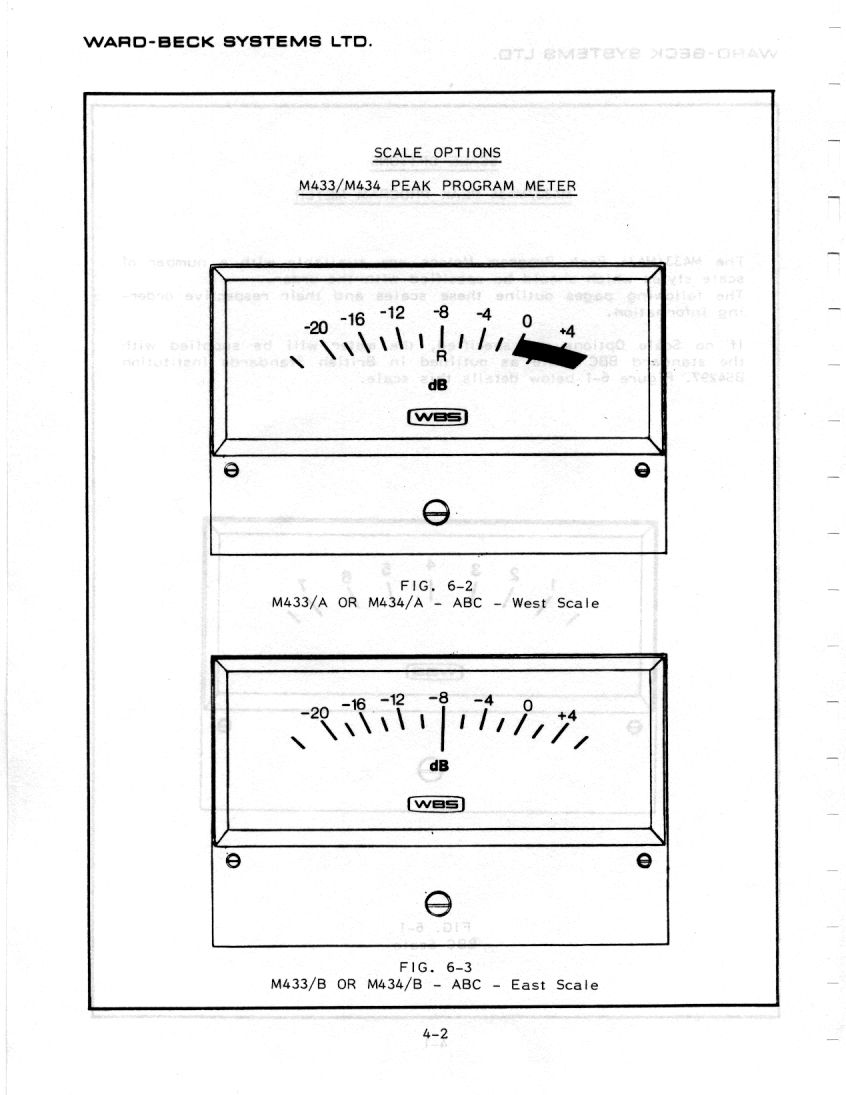 WARD-BECK SYSTEMS LTD.
SCALE OPTIONS
M433/M434 PEAK PROGRAM METER
-20 -16 -12 -8 -4 0 +4
R
dB
WBS
FIG. 6-2
M433/A OR M434/A - ABC - West Scale
-20 -16 -12 -8 -4 0 +4
dB
WBS
FIG. 6-3
M433/B OR M434/B - ABC - East Scale
4-2